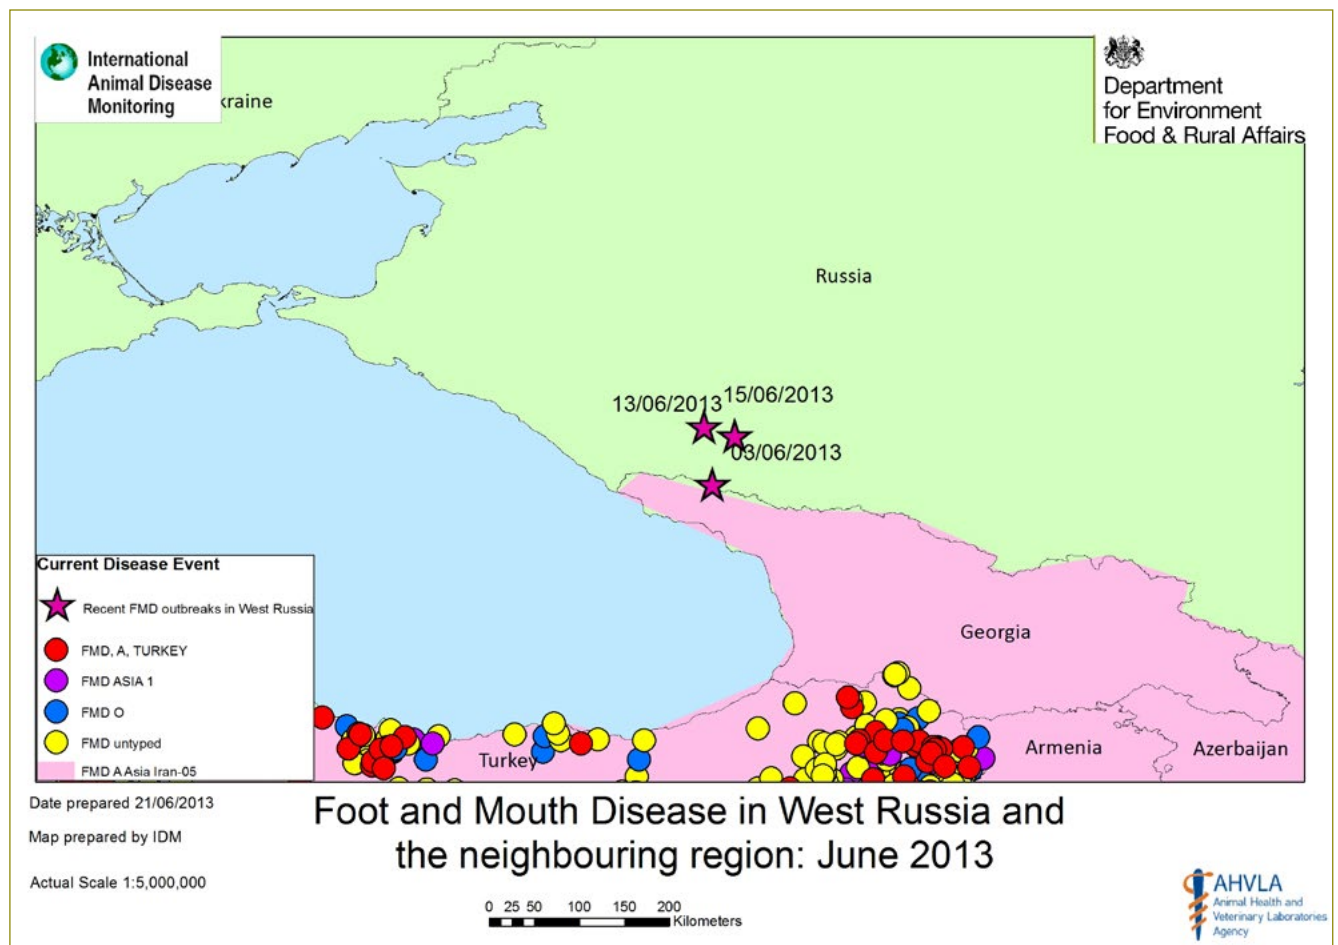 International
Animal Disease
Monitoring
kraine
Department
for Environment
Food & Rural Affairs
Russia
13/06/2013
15/06/2013
03/06/2013
Georgia
Turkey
Armenia
Azerbaijan
Current Disease Event
Recent FMD outbreaks in West Russia
FMD, A, TURKEY
FMD ASIA 1
FMD O
FMD untyped
FMD A Asia Iran-05
Date prepared 21/06/2013
Map prepared by IDM
Actual Scale 1:5,000,000
Foot and Mouth Disease in West Russia and
the neighbouring region: June 2013
0 25 50 100 150 200
Kilometers
AHVLA
Animal Health and
Veterinary Laboratories
Agency